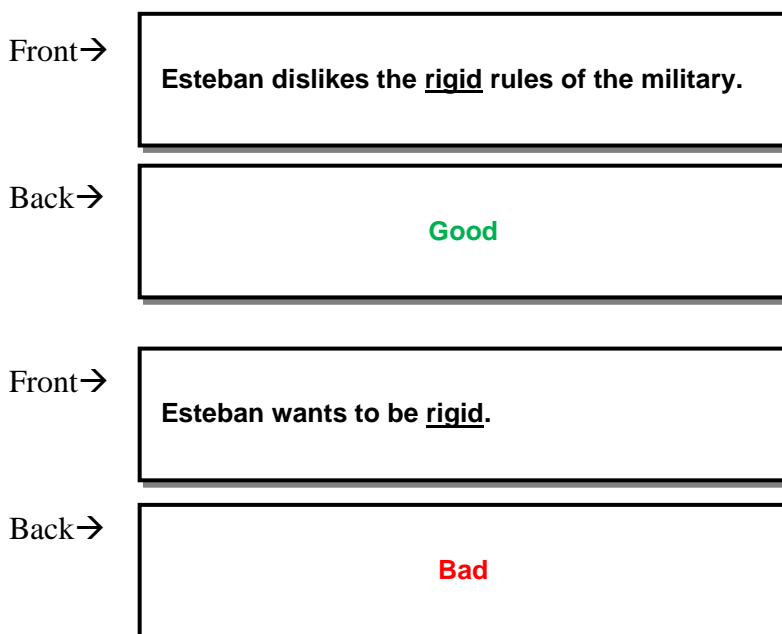 Front→
Esteban dislikes the rigid rules of the military.
Back→
Good
Front→
Esteban wants to be rigid.
Back→
Bad